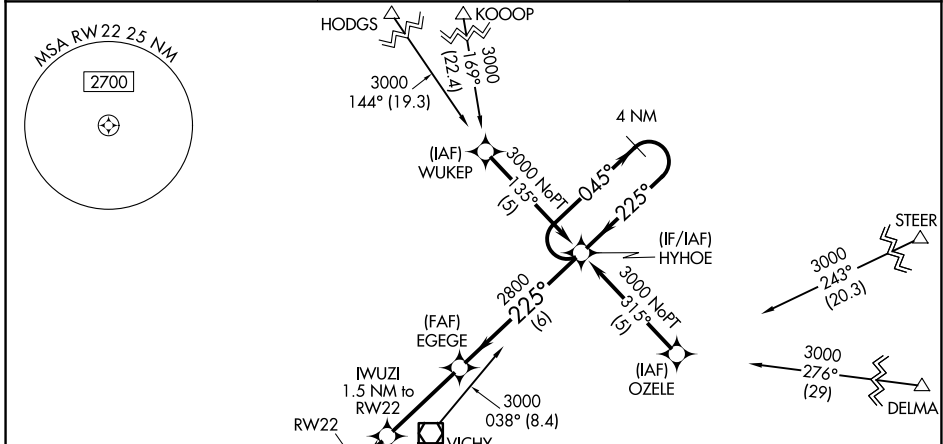 MSA RW22 25 NM
2700
HODGS
KOOOP
3000
144° (19.3)
3000
169°
(22.4)
4 NM
(IAF)
WUKEP
3000 NoPT
135°
(5)
045°
225°
(IF/IAF)
HYHOE
STEER
3000
243°
(20.3)
2800
225°
(6)
3000 NoPT
315°
(5)
(FAF)
EGEGE
(IAF)
OZELE
3000
276°
(29)
DELMA
IWUZI
1.5 NM to
RW22
3000
038° (8.4)
RW22
VICHY